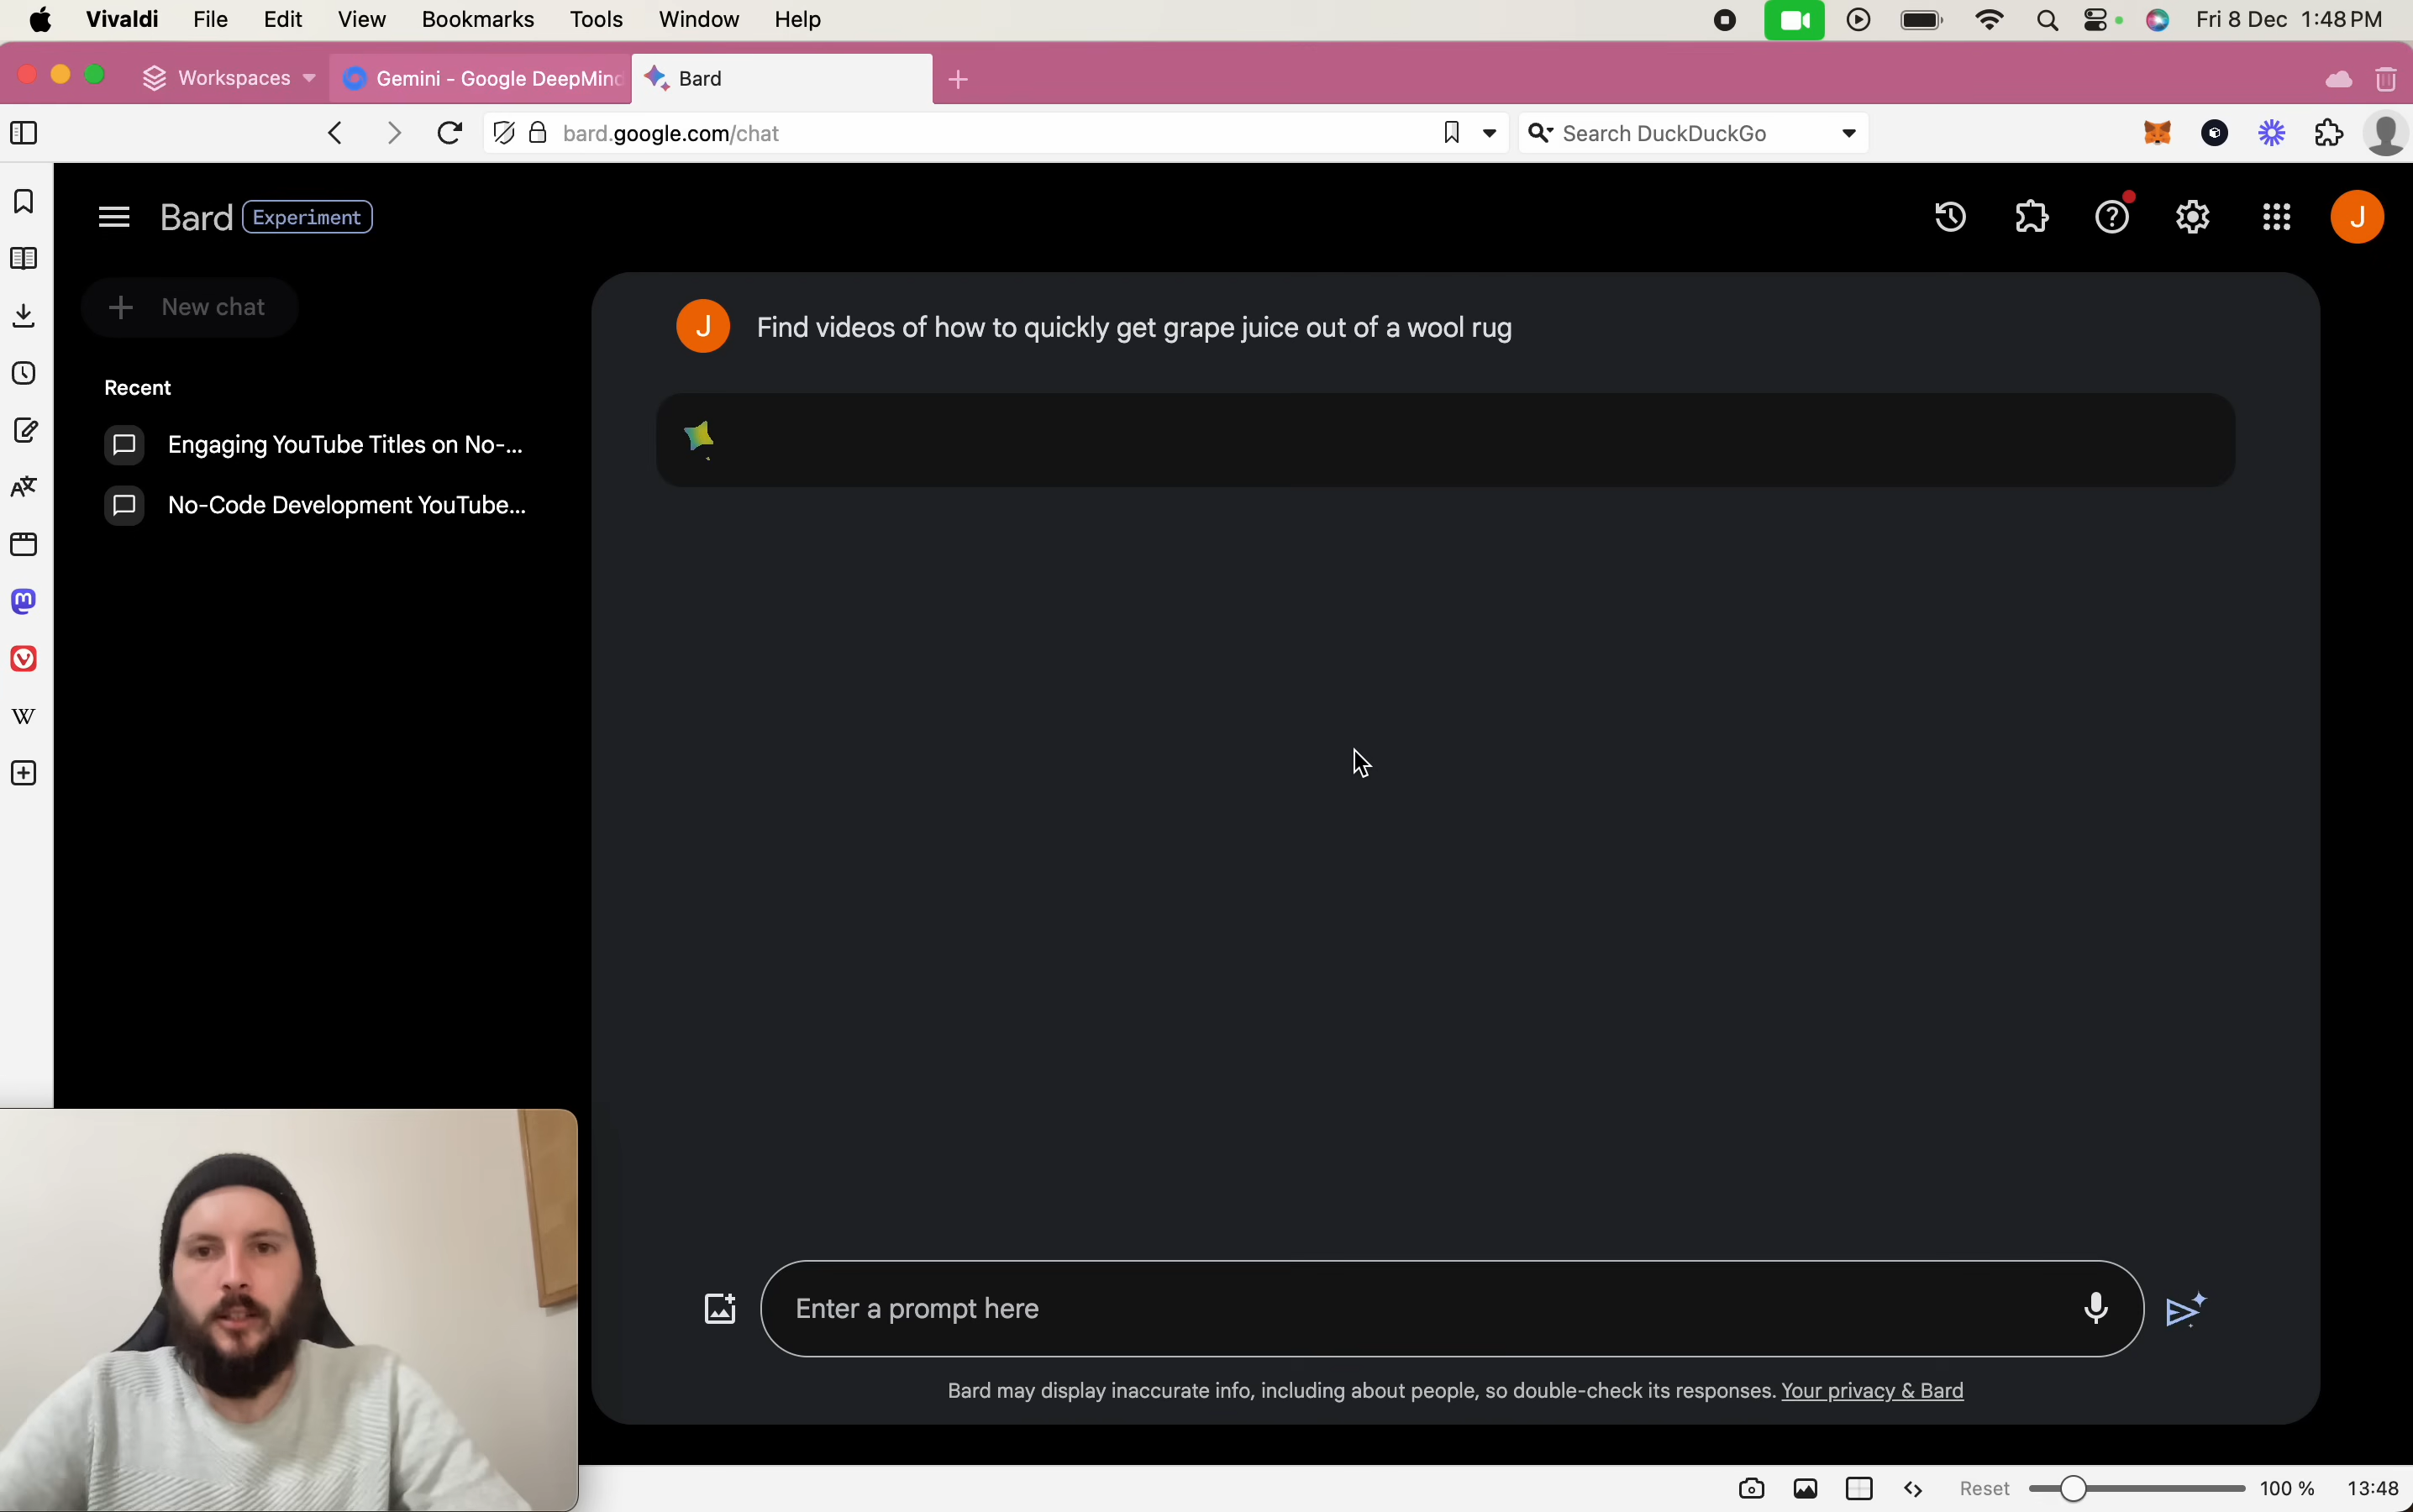 Vivaldi File Edit View Bookmarks Tools Window Help Fri 8 Dec 1:48 PM
Workspaces Gemini - Google DeepMind Bard
bard.google.com/chat Search DuckDuckGo
Bard Experiment J
New chat
J Find videos of how to quickly get grape juice out of a wool rug
Recent
Engaging YouTube Titles on No-...
No-Code Development YouTube...
W
Enter a prompt here
Bard may display inaccurate info, including about people, so double-check its responses. Your privacy & Bard
Reset 100 % 13:48